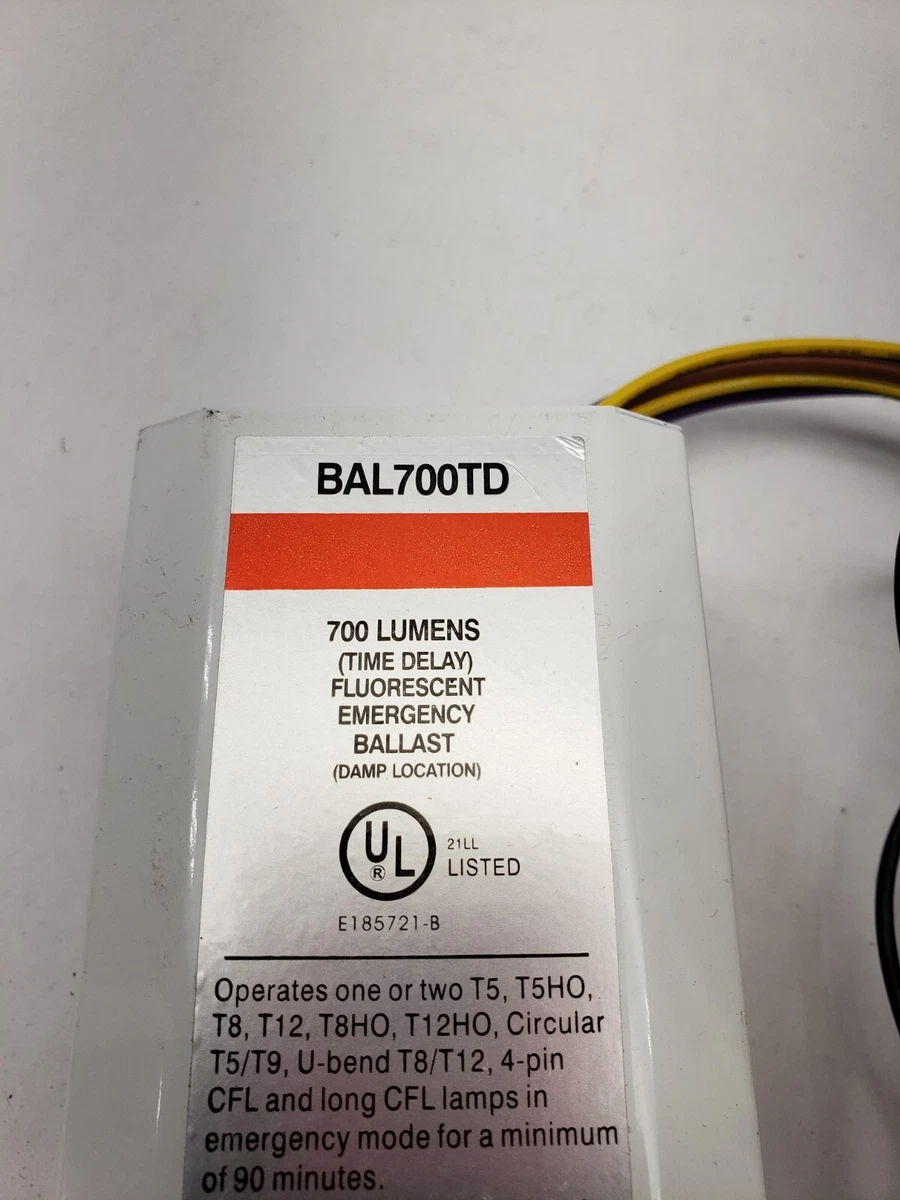 BAL700TD
700 LUMENS
(TIME DELAY)
FLUORESCENT
EMERGENCY
BALLAST
(DAMP LOCATION)
UL ®
21LL
LISTED
E185721-B
Operates one or two T5, T5HO,
T8, T12, T8HO, T12HO, Circular
T5/T9, U-bend T8/T12, 4-pin
CFL and long CFL lamps in
emergency mode for a minimum
of 90 minutes.